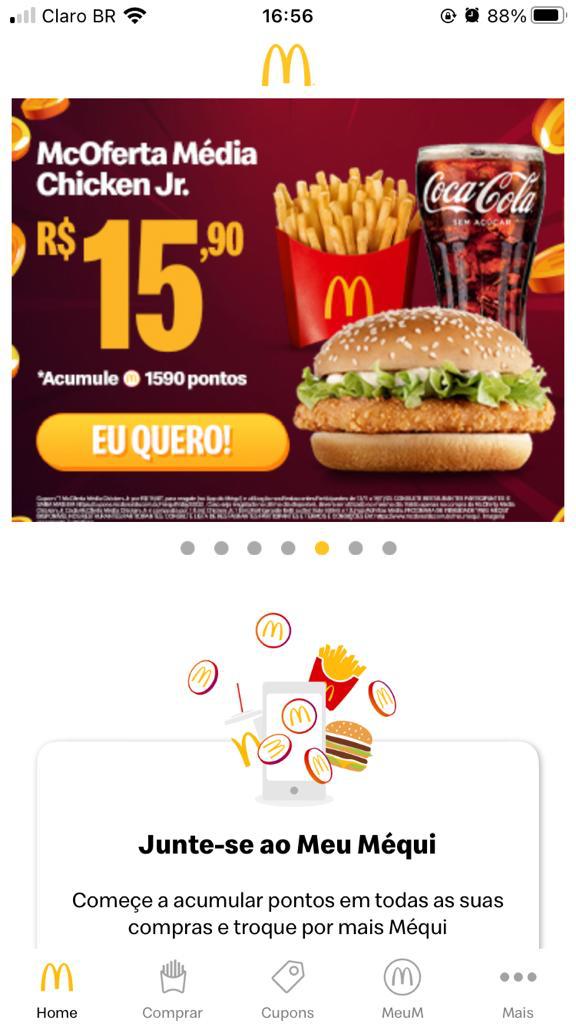 Claro BR 16:56 88%
McOferta Média
Chicken Jr.
R$ 15,90
*Acumule 1590 pontos
EU QUERO!
Coca-Cola
SEM AÇÚCAR
Junte-se ao Meu Méqui
Começe a acumular pontos em todas as suas
compras e troque por mais Méqui
Home Comprar Cupons MeuM Mais